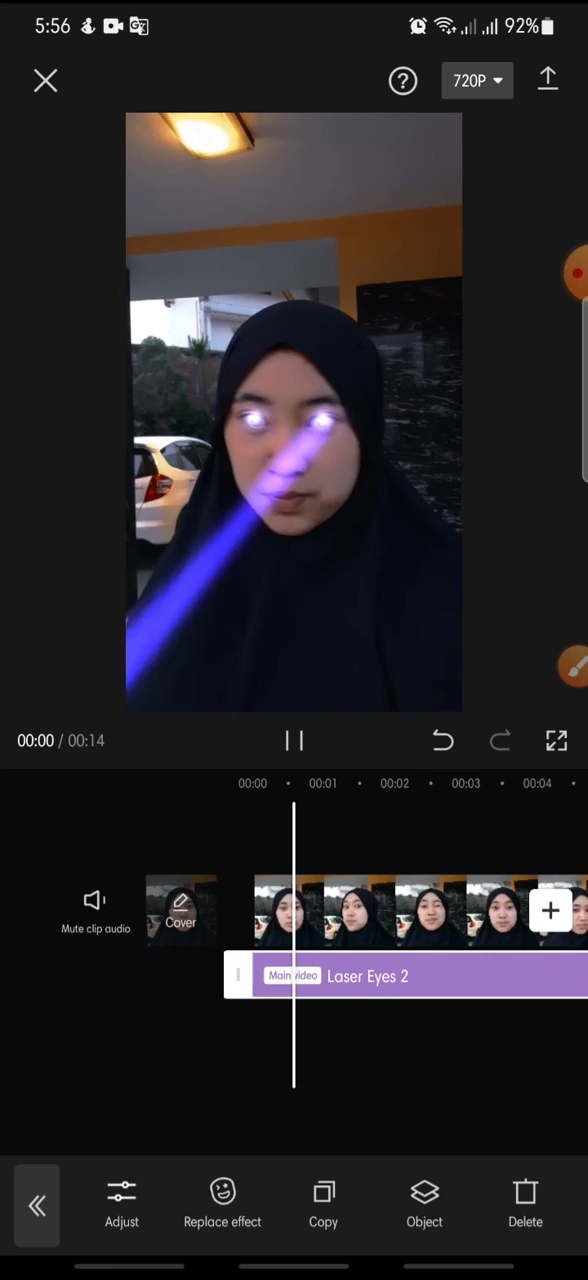 5:56 92%
720P
00:00 / 00:14
00:00 00:01 00:02 00:03 00:04
Mute clip audio
Cover
Main video Laser Eyes 2
Adjust Replace effect Copy Object Delete